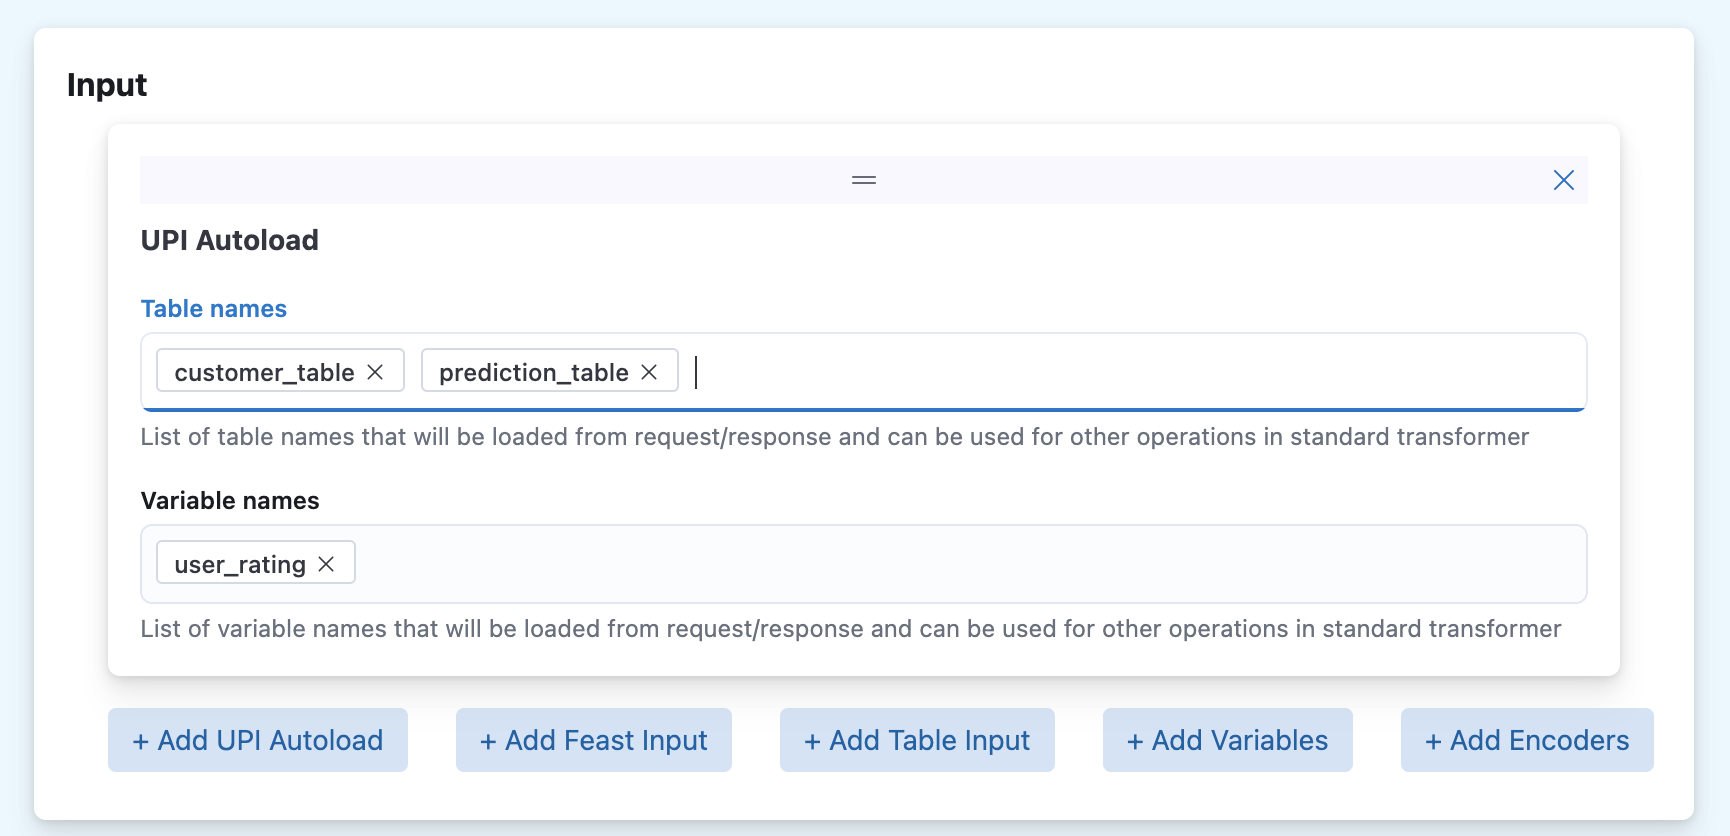 Input
UPI Autoload
Table names
customer_table prediction_table
List of table names that will be loaded from request/response and can be used for other operations in standard transformer
Variable names
user_rating
List of variable names that will be loaded from request/response and can be used for other operations in standard transformer
+ Add UPI Autoload + Add Feast Input + Add Table Input + Add Variables + Add Encoders